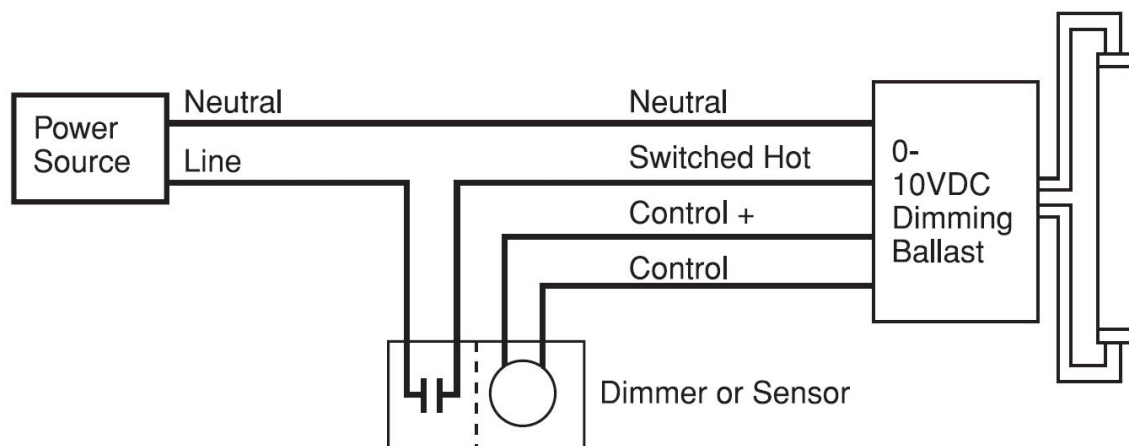 Neutral
Neutral
Power
Source
Line
Switched Hot
0-
10VDC
Dimming
Ballast
Control +
Control
Dimmer or Sensor